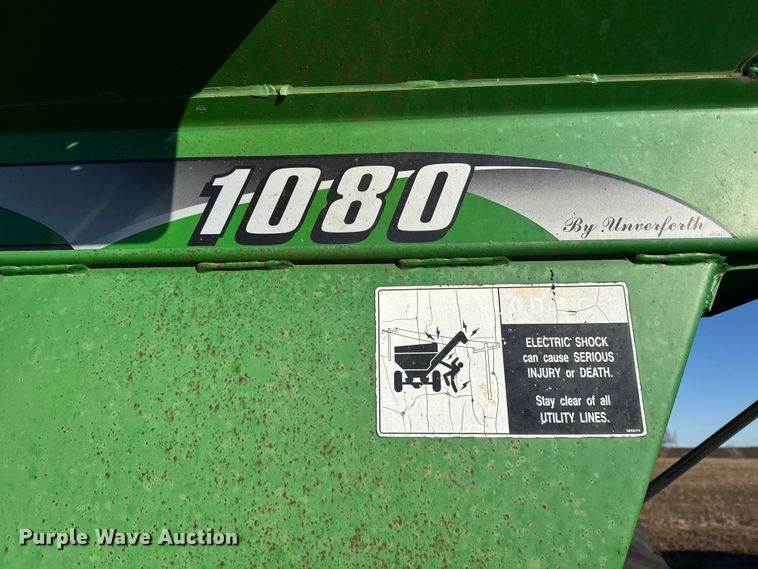 1080
By Unverferth
DANGER
ELECTRIC SHOCK
can cause SERIOUS
INJURY or DEATH.
Stay clear of all
UTILITY LINES.
Purple Wave Auction